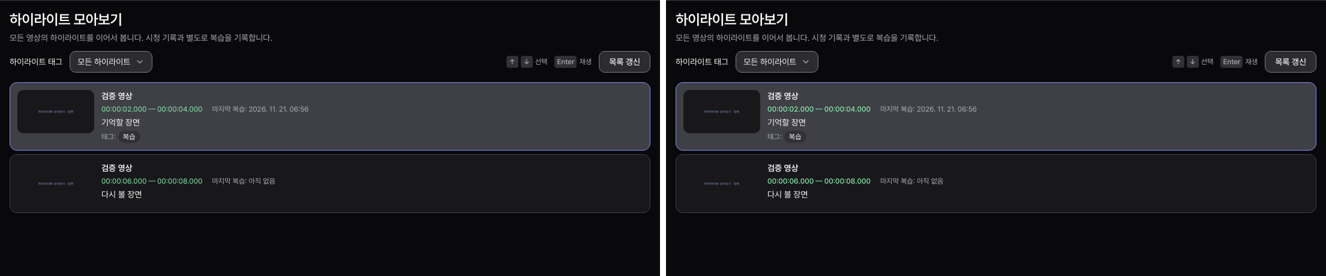 하이라이트 모아보기
모든 영상의 하이라이트를 이어서 봅니다. 시청 기록과 별도로 복습을 기록합니다.
하이라이트 태그 모든 하이라이트 ↑ ↓ 선택 Enter 재생 목록 갱신
검증 영상
00:00:02.000 — 00:00:04.000 마지막 복습: 2026. 11. 21. 06:56
기억할 장면
태그: 복습
검증 영상
00:00:06.000 — 00:00:08.000 마지막 복습: 아직 없음
다시 볼 장면
하이라이트 모아보기
모든 영상의 하이라이트를 이어서 봅니다. 시청 기록과 별도로 복습을 기록합니다.
하이라이트 태그 모든 하이라이트 ↑ ↓ 선택 Enter 재생 목록 갱신
검증 영상
00:00:02.000 — 00:00:04.000 마지막 복습: 2026. 11. 21. 06:56
기억할 장면
태그: 복습
검증 영상
00:00:06.000 — 00:00:08.000 마지막 복습: 아직 없음
다시 볼 장면